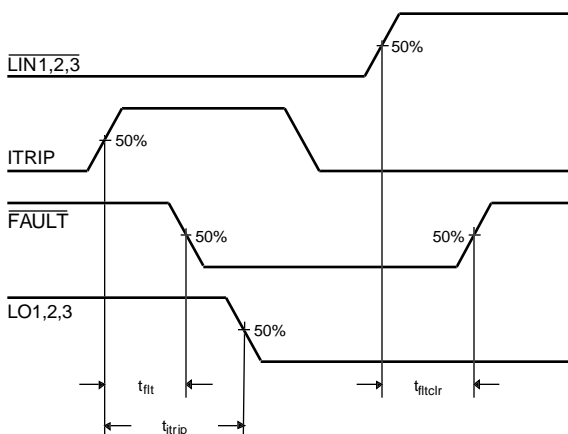 50%
LIN1,2,3
50%
ITRIP
FAULT
50%
50%
LO1,2,3
50%
tflt
tfltclr
titrip